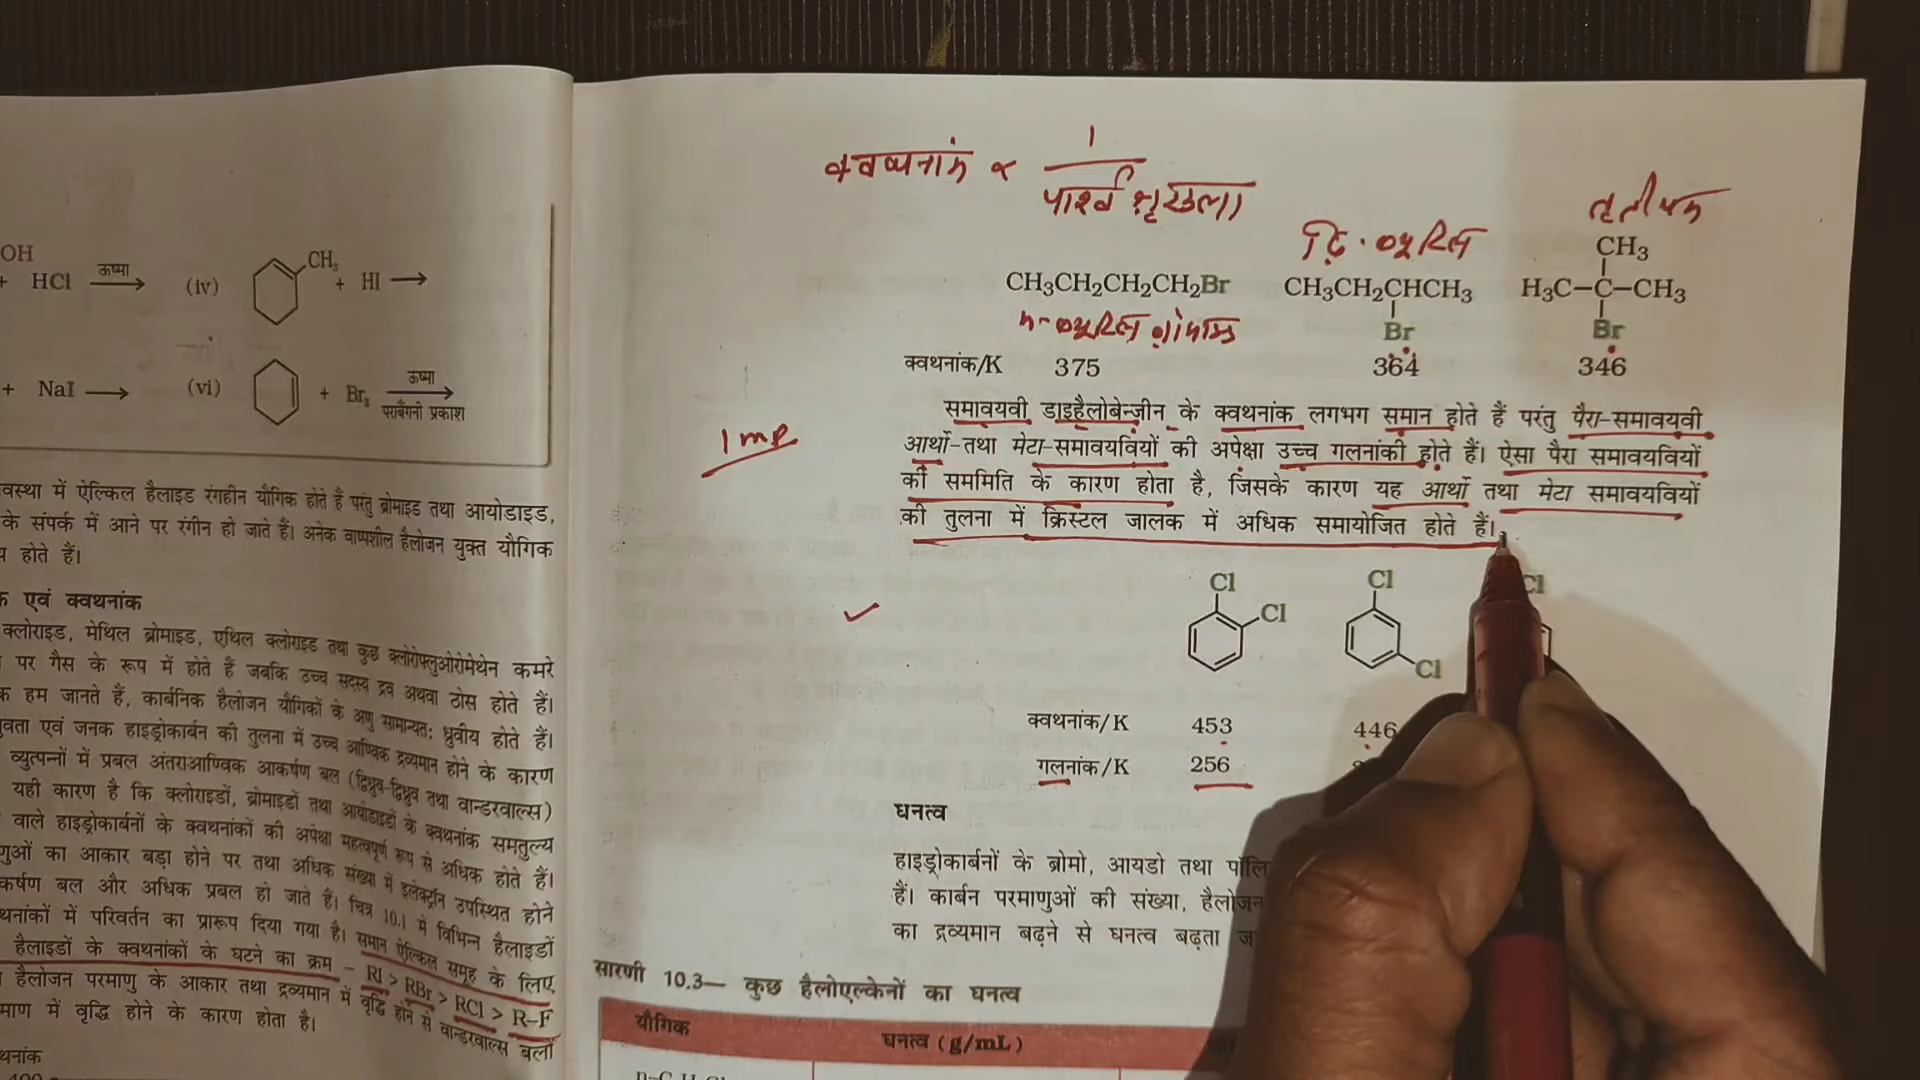 OH
+ HCl ऊष्मा → (iv) CH₃ + HI →
+ NaI → (vi) + Br₂ ऊष्मा पराबैंगनी प्रकाश →
वस्था में ऐल्किल हैलाइड रंगहीन यौगिक होते हैं परंतु ब्रोमाइड तथा आयोडाइड,
के संपर्क में आने पर रंगीन हो जाते हैं। अनेक वाष्पशील हैलोजन युक्त यौगिक
होते हैं।
एवं क्वथनांक
क्लोराइड, मेथिल ब्रोमाइड, एथिल क्लोराइड तथा कुछ क्लोरोफ्लुओरोमेथेन कमरे
पर गैस के रूप में होते हैं जबकि उच्च सदस्य द्रव अथवा ठोस होते हैं।
हम जानते हैं, कार्बनिक हैलोजन यौगिकों के अणु सामान्यत: ध्रुवीय होते हैं।
एवं जनक हाइड्रोकार्बन की तुलना में उच्च आण्विक द्रव्यमान होने के कारण
व्युत्पन्नों में प्रबल अंतराआण्विक आकर्षण बल (द्विध्रुव-द्विध्रुव तथा वान्डरवाल्स)
यही कारण है कि क्लोराइडों, ब्रोमाइडों तथा आयोडाइडों के क्वथनांक समतुल्य
वाले हाइड्रोकार्बनों के क्वथनांकों की अपेक्षा महत्वपूर्ण रूप से अधिक होते हैं।
णुओं का आकार बड़ा होने पर तथा अधिक संख्या में इलेक्ट्रॉन उपस्थित होने
कर्षण बल और अधिक प्रबल हो जाते हैं। चित्र 10.1 में विभिन्न हैलाइडों
थनांकों में परिवर्तन का प्रारूप दिया गया है। समान ऐल्किल समूह के लिए
हैलाइडों के क्वथनांकों के घटने का क्रम – RI > RBr > RCl > R–F
हैलोजन परमाणु के आकार तथा द्रव्यमान में वृद्धि होने से वान्डरवाल्स बलों
माण में वृद्धि होने के कारण होता है।
थनांक
400
क्वथनांक ∝ 1
पार्श्व श्रृंखला
द्वि. ब्यूटिल
तृतीयक
CH₃
CH₃CH₂CH₂CH₂Br CH₃CH₂CHCH₃ H₃C–C–CH₃
n-ब्यूटिल ब्रोमाइड Br Br
क्वथनांक/K 375 364 346
समावयवी डाइहैलोबेन्ज़ीन के क्वथनांक लगभग समान होते हैं परंतु पैरा-समावयवी
Imp
आर्थो-तथा मेटा-समावयवियों की अपेक्षा उच्च गलनांकी होते हैं। ऐसा पैरा समावयवियों
की सममिति के कारण होता है, जिसके कारण यह आर्थो तथा मेटा समावयवियों
की तुलना में क्रिस्टल जालक में अधिक समायोजित होते हैं।
Cl Cl Cl
Cl Cl
क्वथनांक/K 453 446
गलनांक/K 256
घनत्व
हाइड्रोकार्बनों के ब्रोमो, आयडो तथा पॉलि
हैं। कार्बन परमाणुओं की संख्या, हैलोजन
का द्रव्यमान बढ़ने से घनत्व बढ़ता
सारणी 10.3— कुछ हैलोएल्केनों का घनत्व
यौगिक घनत्व (g/mL)